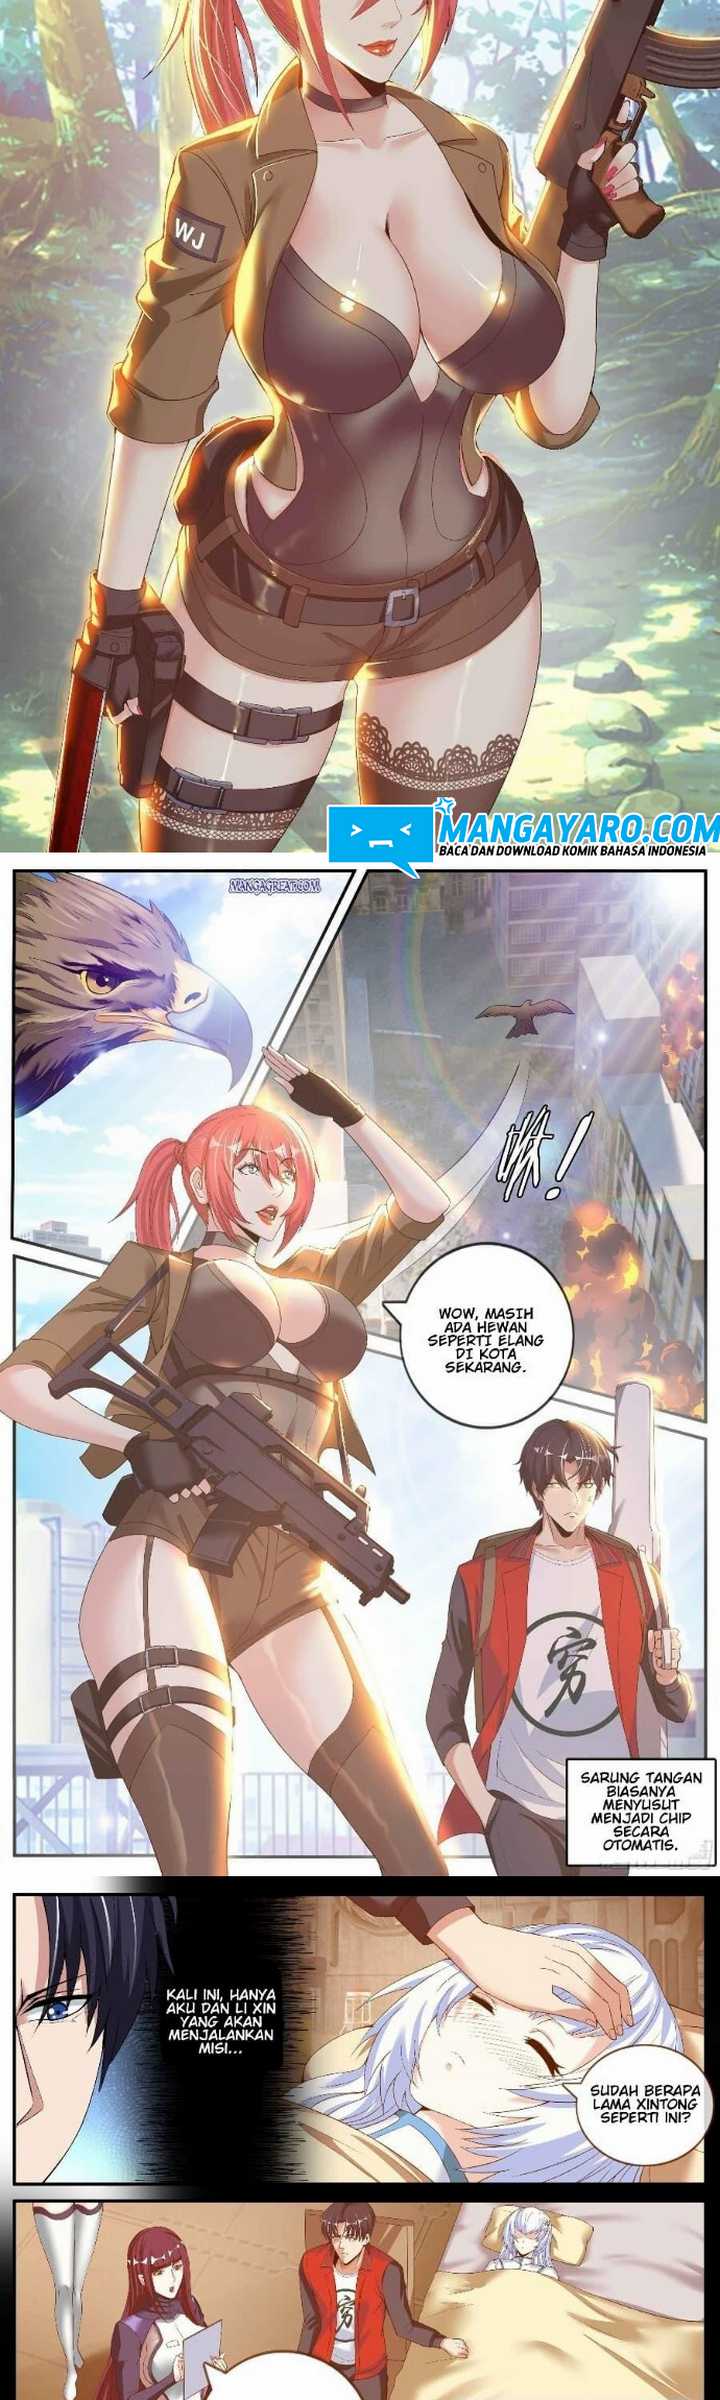 WJ
MANGAYARO.COM
BACA DAN DOWNLOAD KOMIK BAHASA INDONESIA
MANGAGREAT.COM
咻！
WOW, MASIH
ADA HEWAN
SEPERTI ELANG
DI KOTA
SEKARANG.
穷
SARUNG TANGAN
BIASANYA
MENYUSUT
MENJADI CHIP
SECARA
OTOMATIS.
KALI INI, HANYA
AKU DAN LI XIN
YANG AKAN
MENJALANKAN
MISI...
SUDAH BERAPA
LAMA XINTONG
SEPERTI INI?
穷